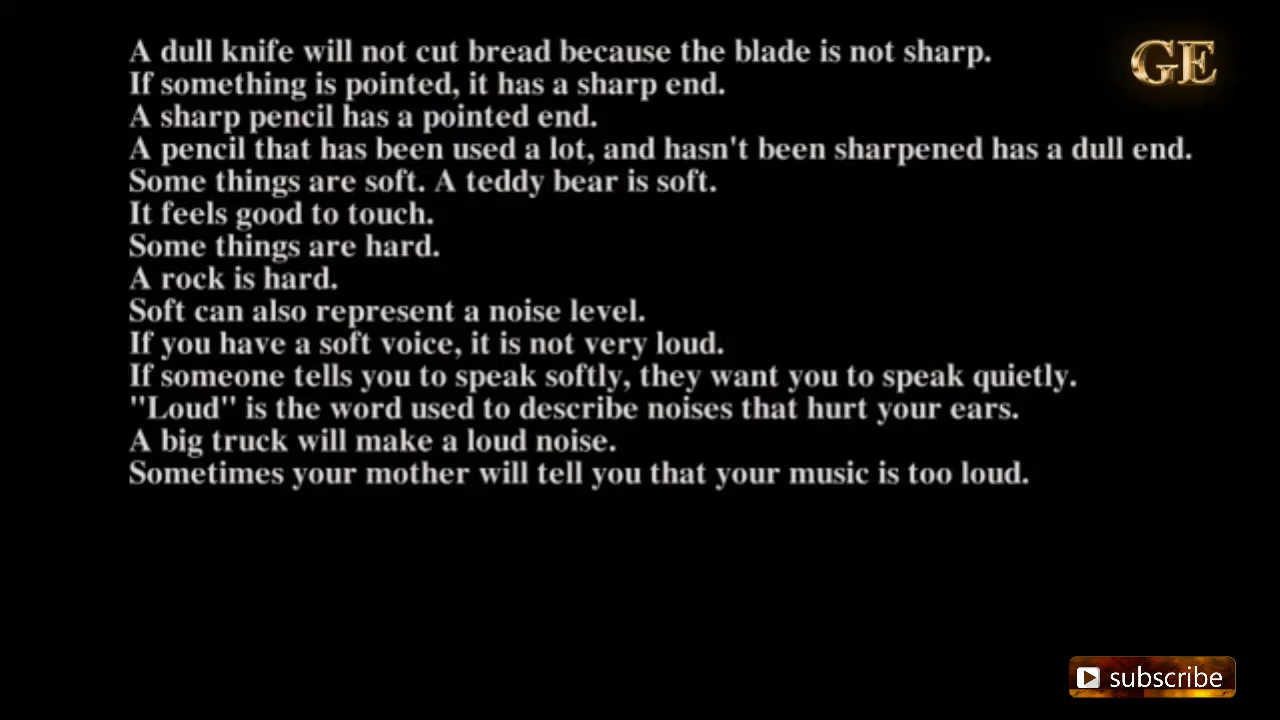 A dull knife will not cut bread because the blade is not sharp.
If something is pointed, it has a sharp end.
A sharp pencil has a pointed end.
A pencil that has been used a lot, and hasn't been sharpened has a dull end.
Some things are soft. A teddy bear is soft.
It feels good to touch.
Some things are hard.
A rock is hard.
Soft can also represent a noise level.
If you have a soft voice, it is not very loud.
If someone tells you to speak softly, they want you to speak quietly.
"Loud" is the word used to describe noises that hurt your ears.
A big truck will make a loud noise.
Sometimes your mother will tell you that your music is too loud.
GE
subscribe